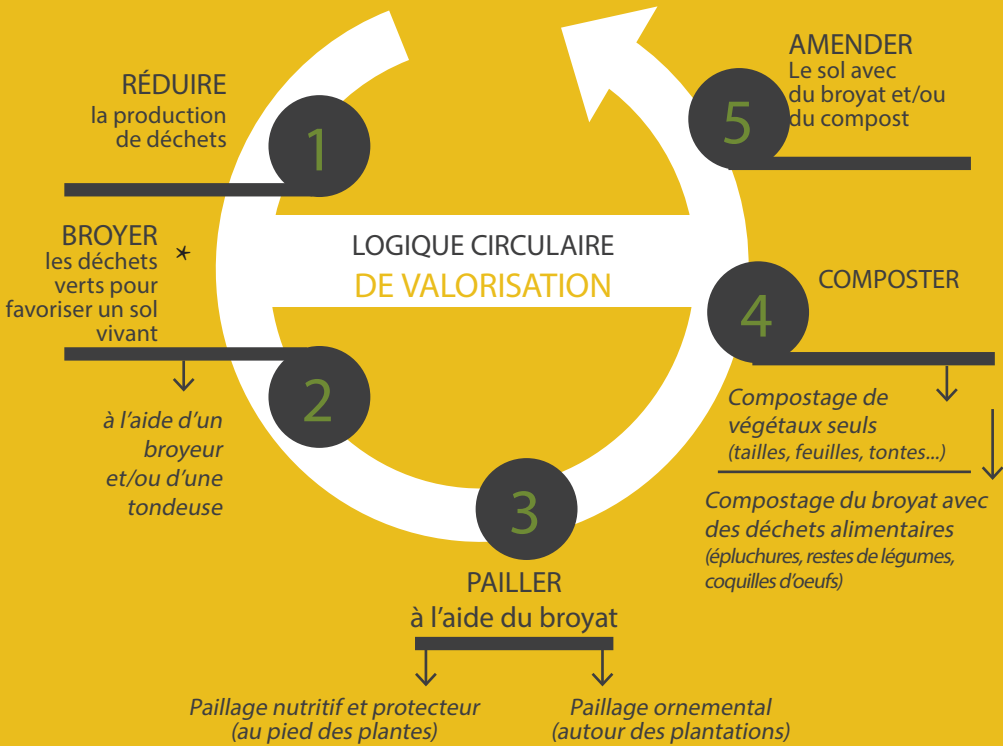 LOGIQUE CIRCULAIRE
DE VALORISATION
1
RÉDUIRE
la production
de déchets
2
BROYER *
les déchets
verts pour
favoriser un sol
vivant
à l'aide d'un
broyeur
et/ou d'une
tondeuse
3
PAILLER
à l'aide du broyat
Paillage nutritif et protecteur
(au pied des plantes)
Paillage ornemental
(autour des plantations)
4
COMPOSTER
Compostage de
végétaux seuls
(tailles, feuilles, tontes...)
Compostage du broyat avec
des déchets alimentaires
(épluchures, restes de légumes,
coquilles d'oeufs)
5
AMENDER
Le sol avec
du broyat et/ou
du compost